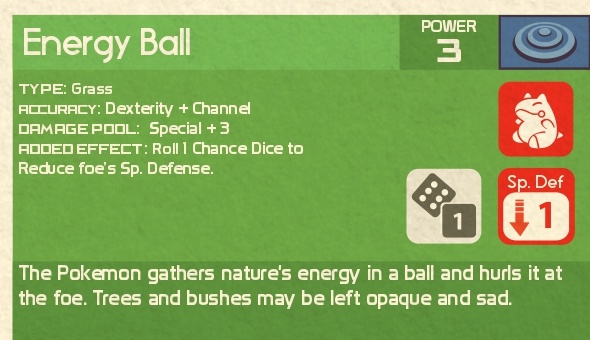 Energy Ball
POWER
3
TYPE: Grass
ACCURACY: Dexterity + Channel
DAMAGE POOL: Special + 3
ADDED EFFECT: Roll 1 Chance Dice to
Reduce foe's Sp. Defense.
1
Sp. Def
1
The Pokemon gathers nature's energy in a ball and hurls it at
the foe. Trees and bushes may be left opaque and sad.